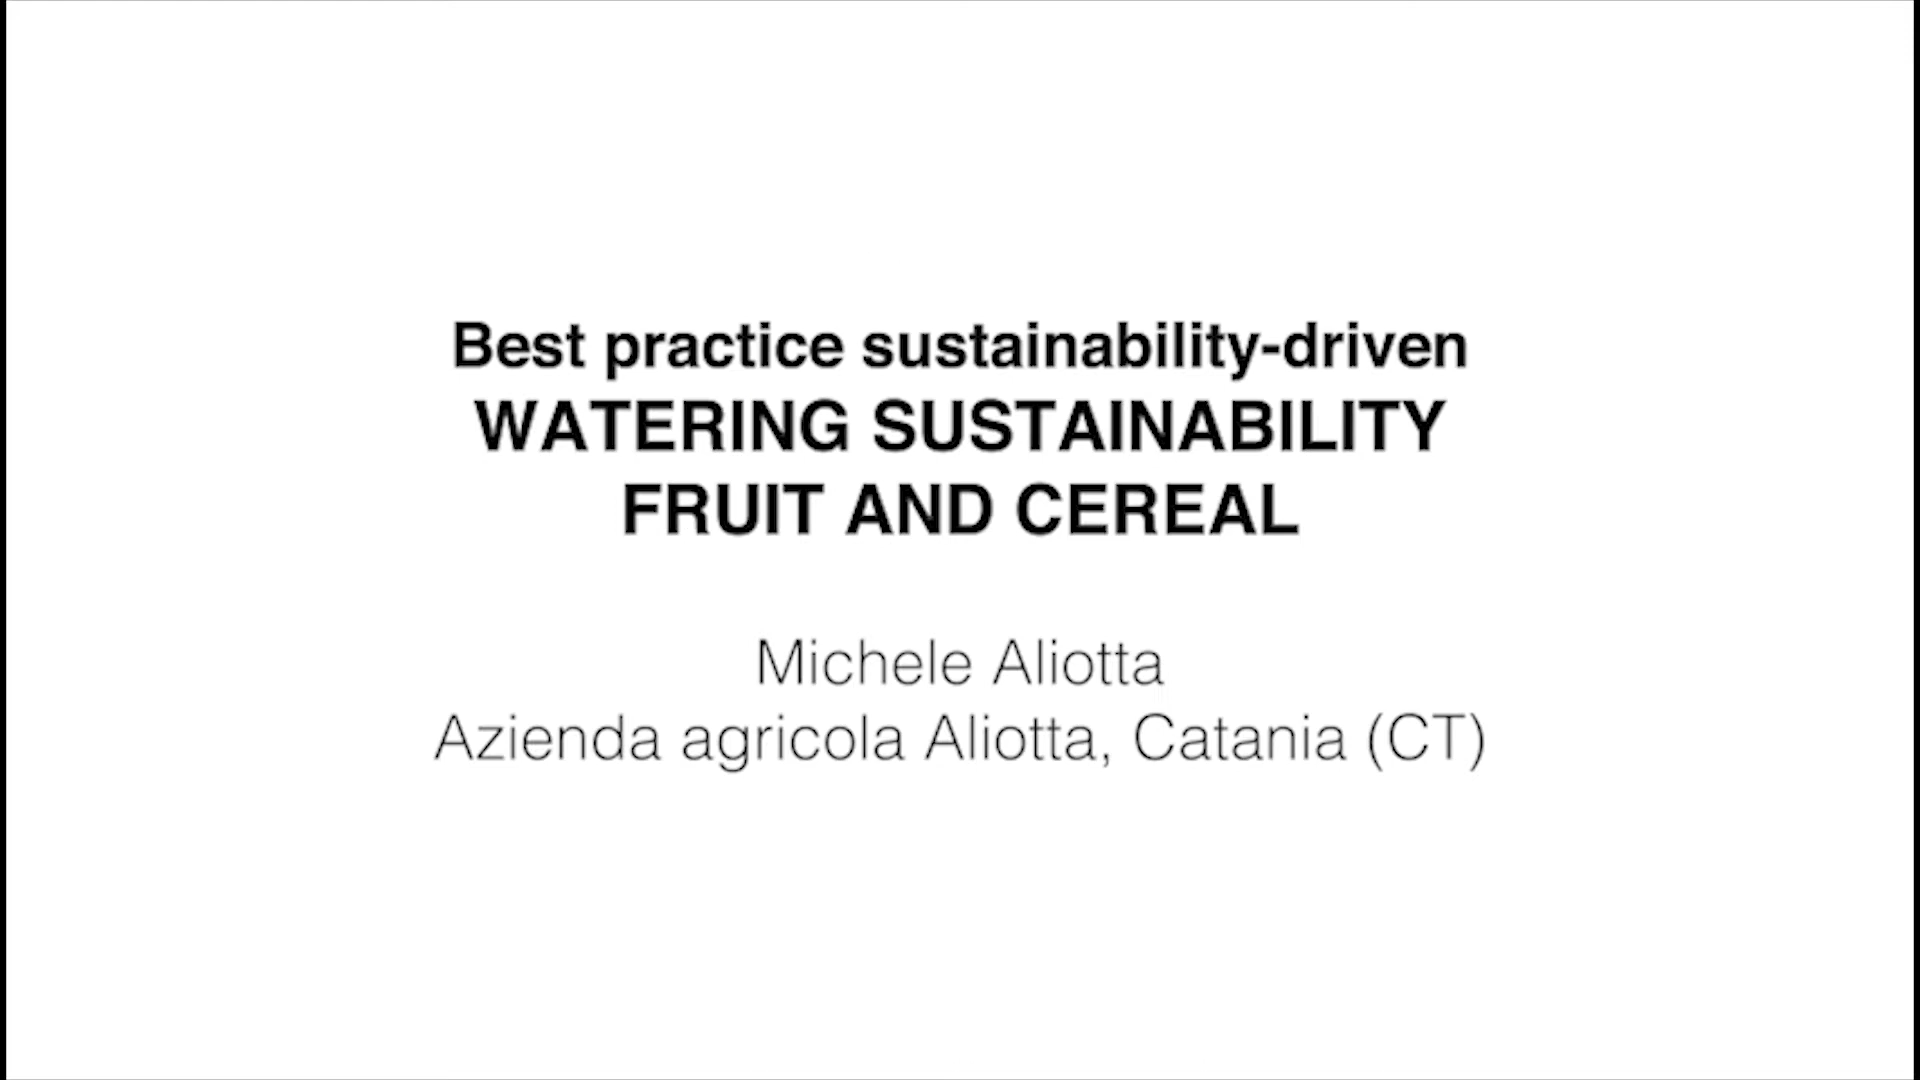 Best practice sustainability-driven
WATERING SUSTAINABILITY
FRUIT AND CEREAL
Michele Aliotta
Azienda agricola Aliotta, Catania (CT)